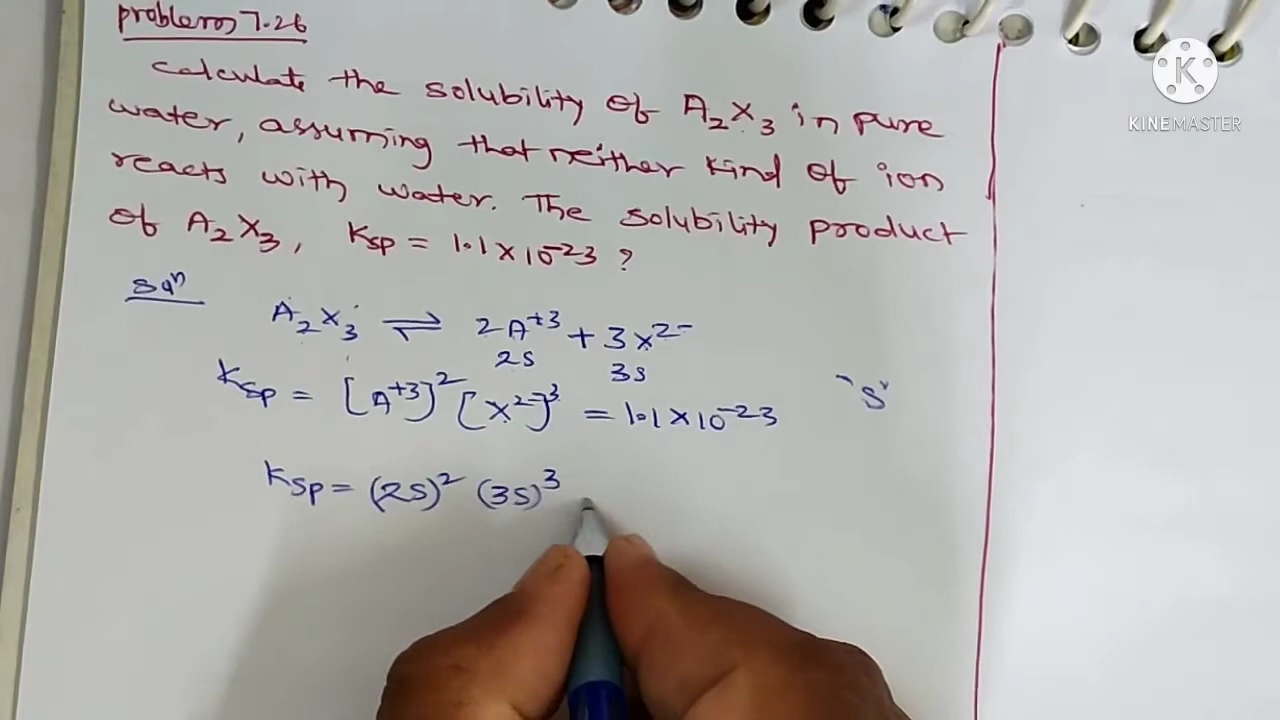 problem 7.26
Calculate the solubility of A₂X₃ in pure
water, assuming that neither kind of ion
reacts with water. The solubility product
of A₂X₃, Ksp = 1.1 × 10⁻²³ ?
Solⁿ
A₂X₃ ⇌ 2A⁺³ + 3X²⁻
2S 3S
Ksp = [A⁺³]² [X²⁻]³ = 1.1 × 10⁻²³ "S"
Ksp = (2S)² (3S)³
K
KINEMASTER